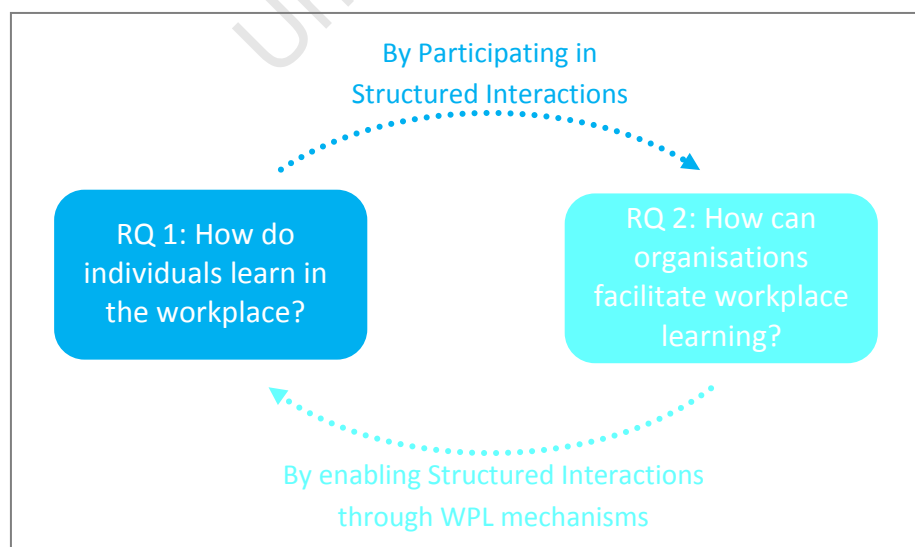 By Participating in
Structured Interactions
RQ 1: How do
individuals learn in
the workplace?
RQ 2: How can
organisations
facilitate workplace
learning?
By enabling Structured Interactions
through WPL mechanisms